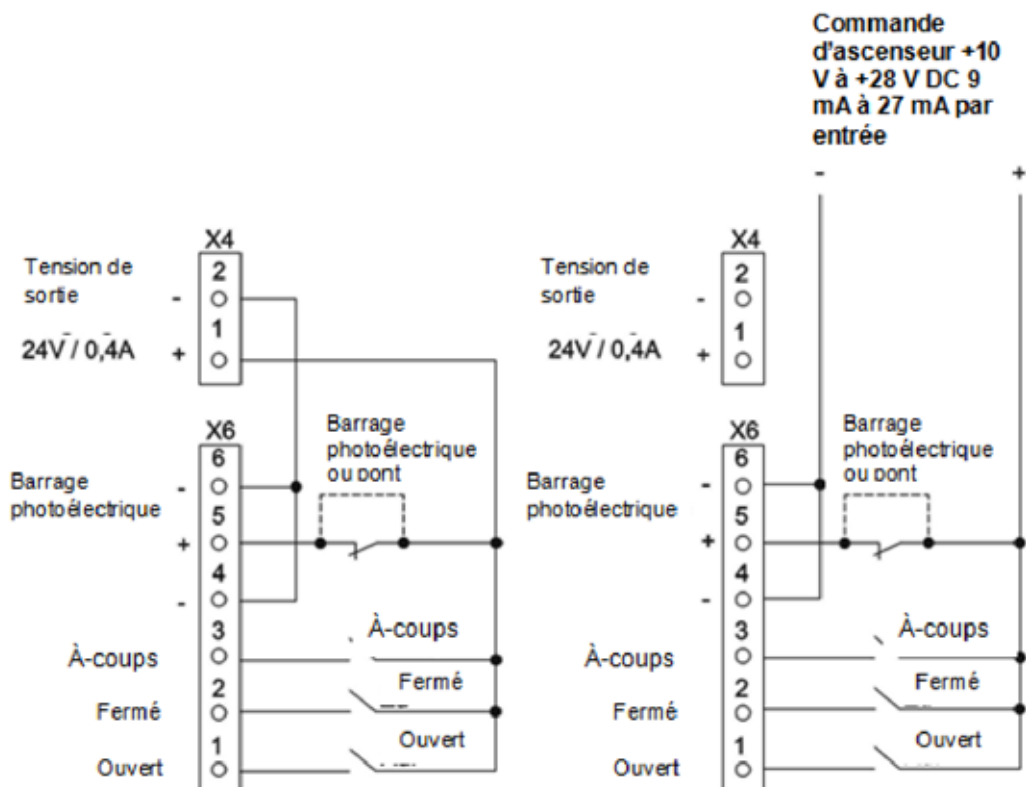 Commande
d'ascenseur +10
V à +28 V DC 9
mA à 27 mA par
entrée
- +
X4
Tension de
sortie
2
-
1
24V / 0,4A +
X6
Barrage
photoélectrique
ou pont
6
Barrage
photoélectrique
-
5
+
4
-
3
À-coups
À-coups
2
Fermé
Fermé
1
Ouvert
Ouvert
X4
Tension de
sortie
2
-
1
24V / 0,4A +
X6
Barrage
photoélectrique
ou pont
6
Barrage
photoélectrique
-
5
+
4
-
3
À-coups
À-coups
2
Fermé
Fermé
1
Ouvert
Ouvert